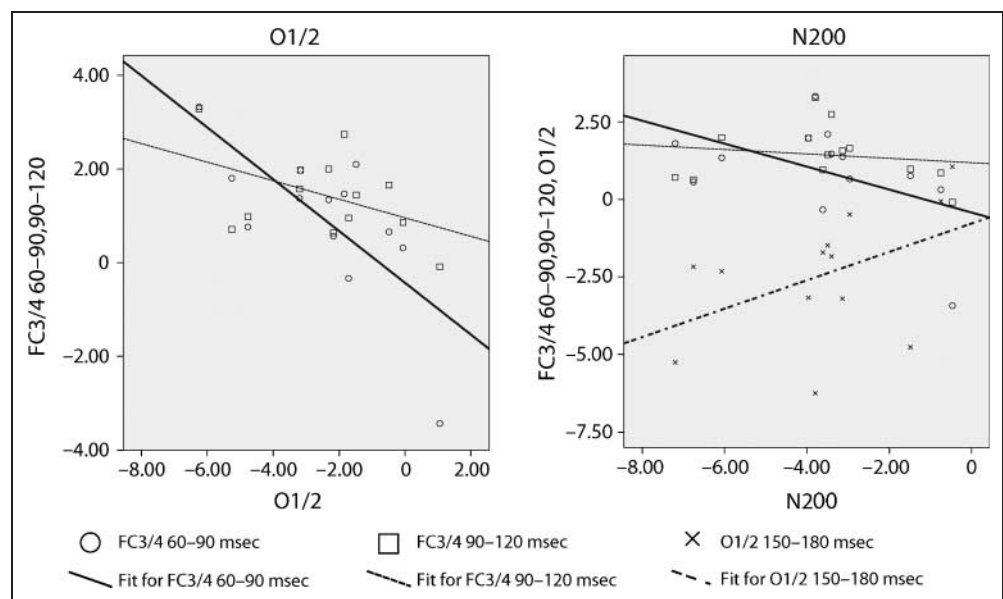 O1/2
N200
FC3/4 60–90,90–120
4.00
2.00
0
−2.00
−4.00
−8.00 −6.00 −4.00 −2.00 0 2.00
O1/2
FC3/4 60–90,90–120, O1/2
2.50
0
−2.50
−5.00
−7.50
−8.00 −6.00 −4.00 −2.00 0
N200
FC3/4 60–90 msec
FC3/4 90–120 msec
O1/2 150–180 msec
Fit for FC3/4 60–90 msec
Fit for FC3/4 90–120 msec
Fit for O1/2 150–180 msec